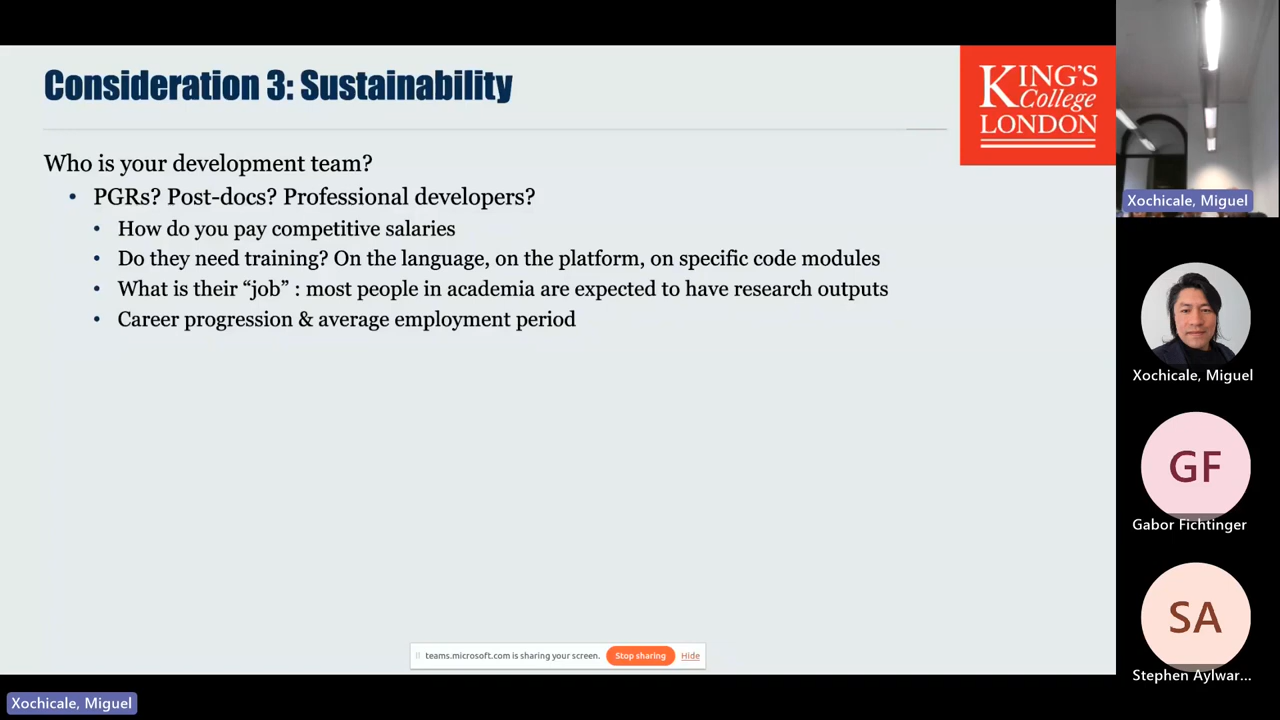 Consideration 3: Sustainability
KING'S
College
LONDON
Who is your development team?
• PGRs? Post-docs? Professional developers?
• How do you pay competitive salaries
• Do they need training? On the language, on the platform, on specific code modules
• What is their “job” : most people in academia are expected to have research outputs
• Career progression & average employment period
teams.microsoft.com is sharing your screen.
Stop sharing
Hide
Xochicale, Miguel
Xochicale, Miguel
Xochicale, Miguel
GF
Gabor Fichtinger
SA
Stephen Aylwar...